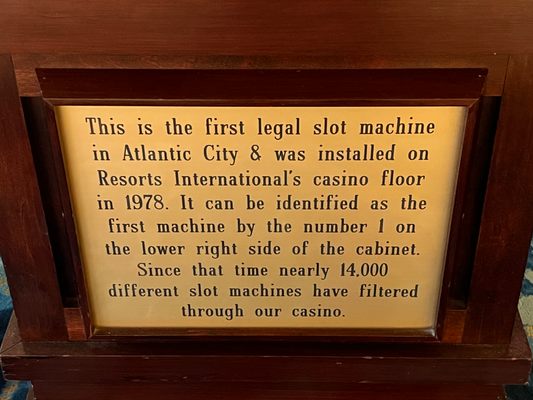 This is the first legal slot machine
in Atlantic City & was installed on
Resorts International's casino floor
in 1978. It can be identified as the
first machine by the number 1 on
the lower right side of the cabinet.
Since that time nearly 14,000
different slot machines have filtered
through our casino.